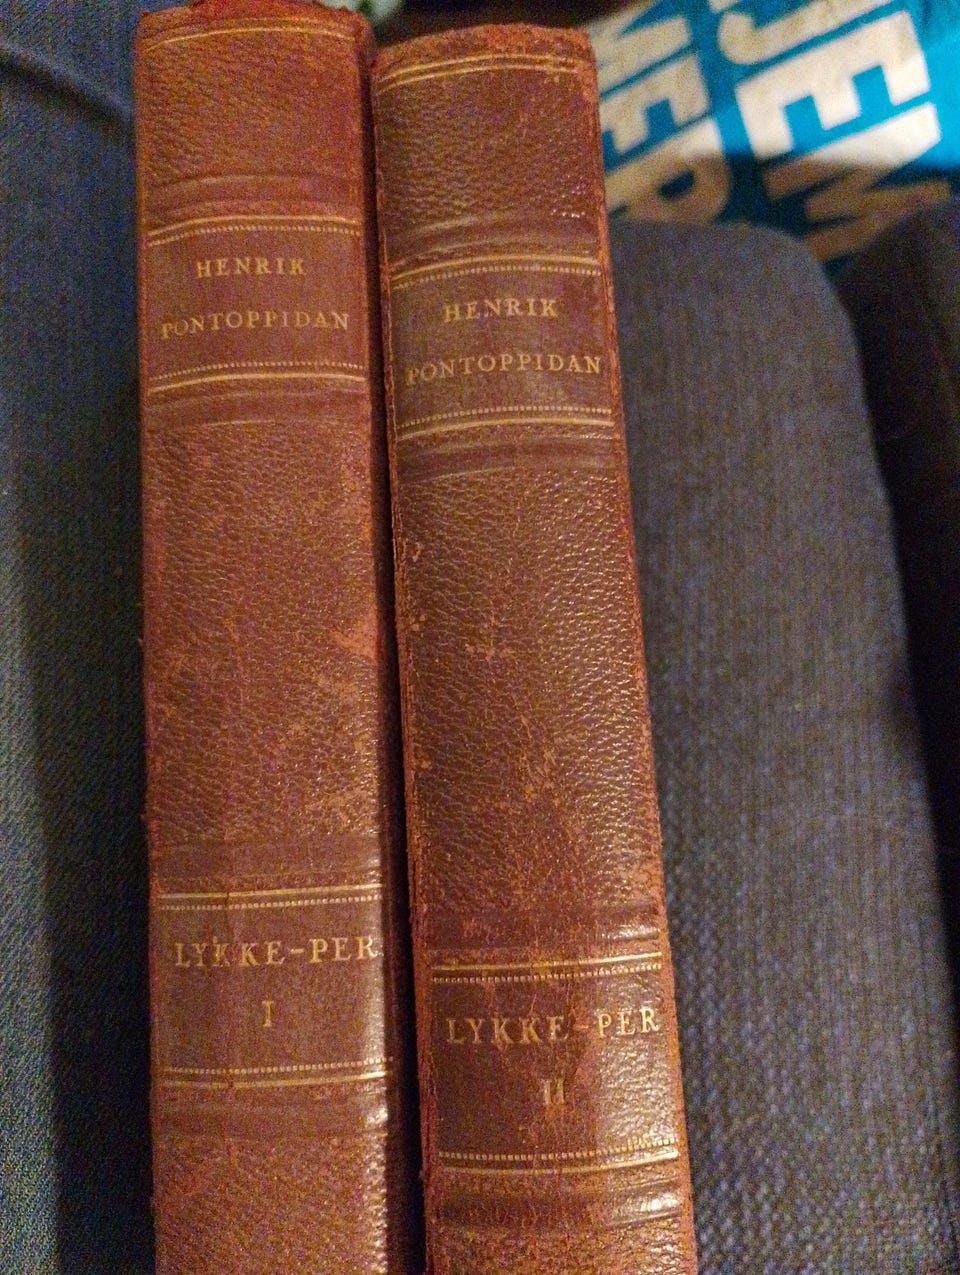 HENRIK
PONTOPPIDAN
LYKKE-PER
I
HENRIK
PONTOPPIDAN
LYKKE-PER
II